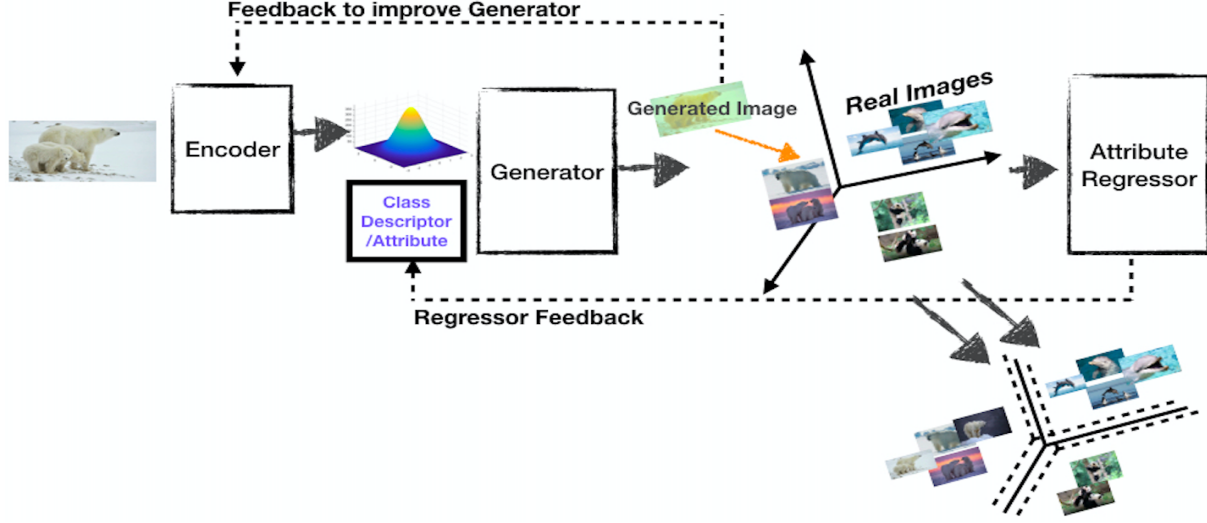 Feedback to improve Generator
Encoder
Class
Descriptor
/Attribute
Generator
Generated Image
Real Images
Attribute
Regressor
Regressor Feedback